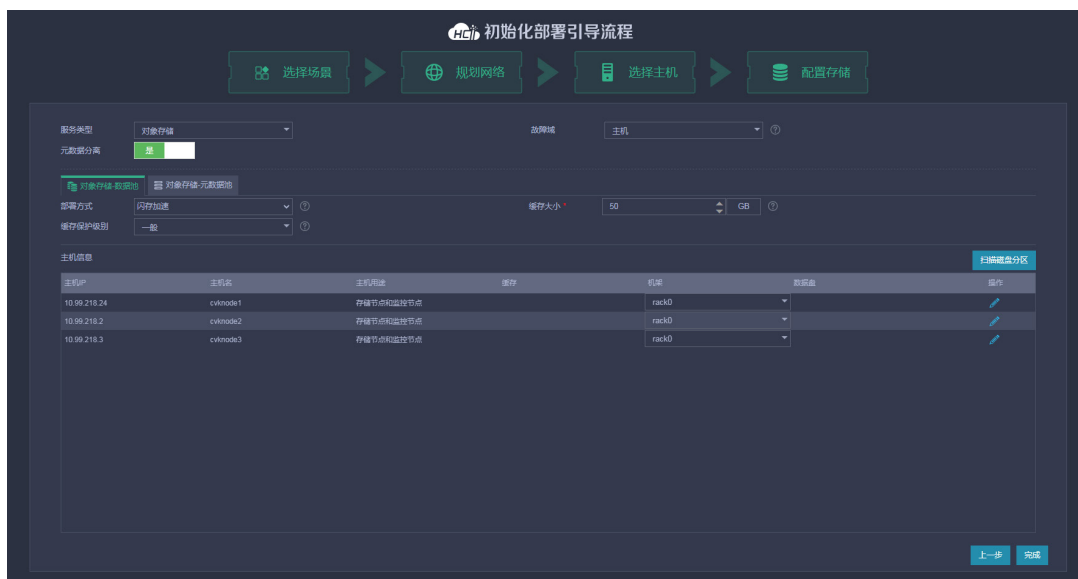 HCI 初始化部署引导流程
选择场景 规划网络 选择主机 配置存储
服务类型 对象存储 故障域 主机
元数据分离 是
对象存储-数据池 对象存储-元数据池
部署方式 闪存加速 缓存大小 * 50 GB
缓存保护级别 一般
主机信息 扫描磁盘分区
主机IP 主机名 主机用途 缓存 机架 数据盘 操作
10.99.218.24 cvknode1 存储节点和监控节点 rack0
10.99.218.2 cvknode2 存储节点和监控节点 rack0
10.99.218.3 cvknode3 存储节点和监控节点 rack0
上一步 完成